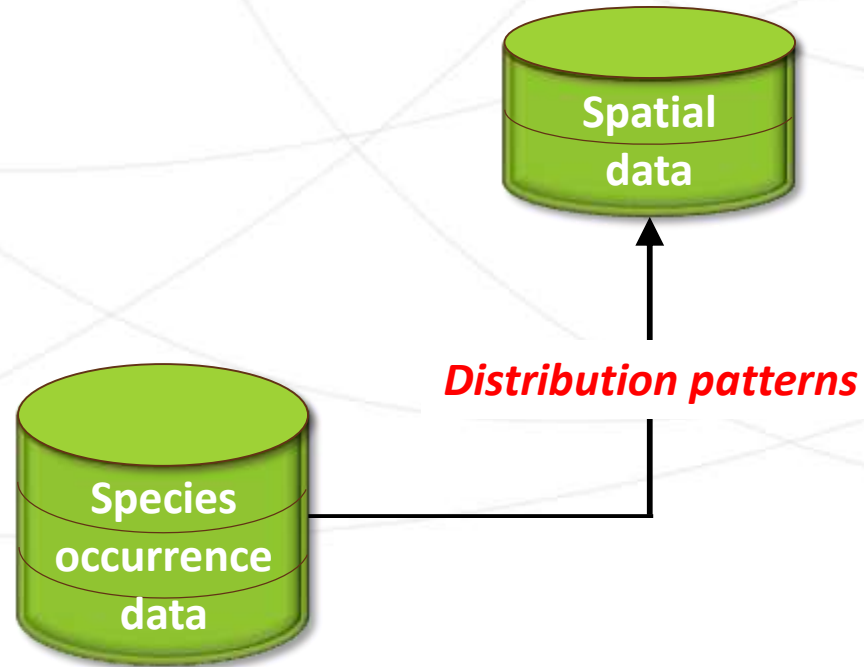 Spatial
data
Distribution patterns
Species
occurrence
data